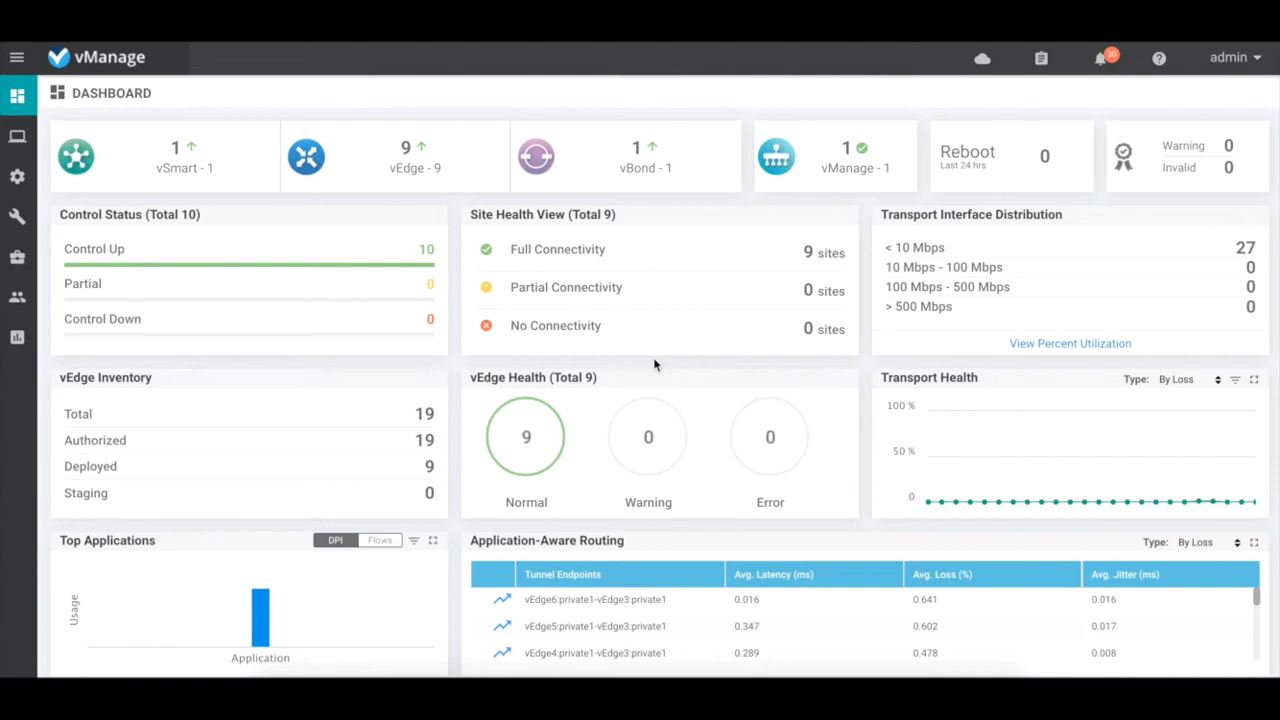 vManage
30
admin
DASHBOARD
1
vSmart - 1
9
vEdge - 9
1
vBond - 1
1
vManage - 1
Reboot
Last 24 hrs
0
Warning 0
Invalid 0
Control Status (Total 10)
Control Up 10
Partial 0
Control Down 0
Site Health View (Total 9)
Full Connectivity 9 sites
Partial Connectivity 0 sites
No Connectivity 0 sites
Transport Interface Distribution
< 10 Mbps 27
10 Mbps - 100 Mbps 0
100 Mbps - 500 Mbps 0
> 500 Mbps 0
View Percent Utilization
vEdge Inventory
Total 19
Authorized 19
Deployed 9
Staging 0
vEdge Health (Total 9)
9 0 0
Normal Warning Error
Transport Health Type: By Loss
100 %
50 %
0
Top Applications DPI Flows
Usage
Application
Application-Aware Routing Type: By Loss
Tunnel Endpoints Avg. Latency (ms) Avg. Loss (%) Avg. Jitter (ms)
vEdge6:private1-vEdge3:private1 0.016 0.641 0.016
vEdge5:private1-vEdge3:private1 0.347 0.602 0.017
vEdge4:private1-vEdge3:private1 0.289 0.478 0.008